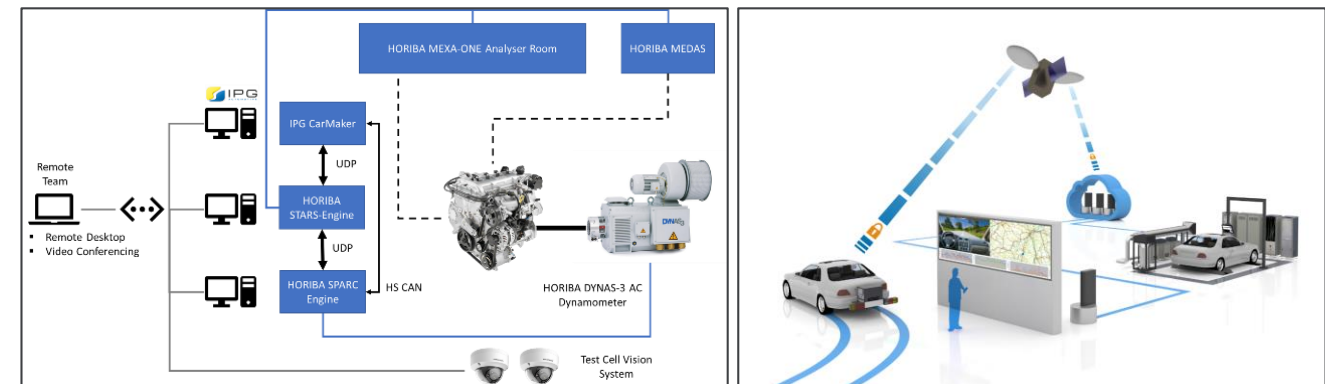 HORIBA MEXA-ONE Analyser Room
HORIBA MEDAS
IPG
IPG CarMaker
UDP
Remote
Team
HORIBA
STARS-Engine
▪ Remote Desktop
▪ Video Conferencing
UDP
HORIBA SPARC
Engine
HS CAN
HORIBA DYNAS-3 AC
Dynamometer
Test Cell Vision
System